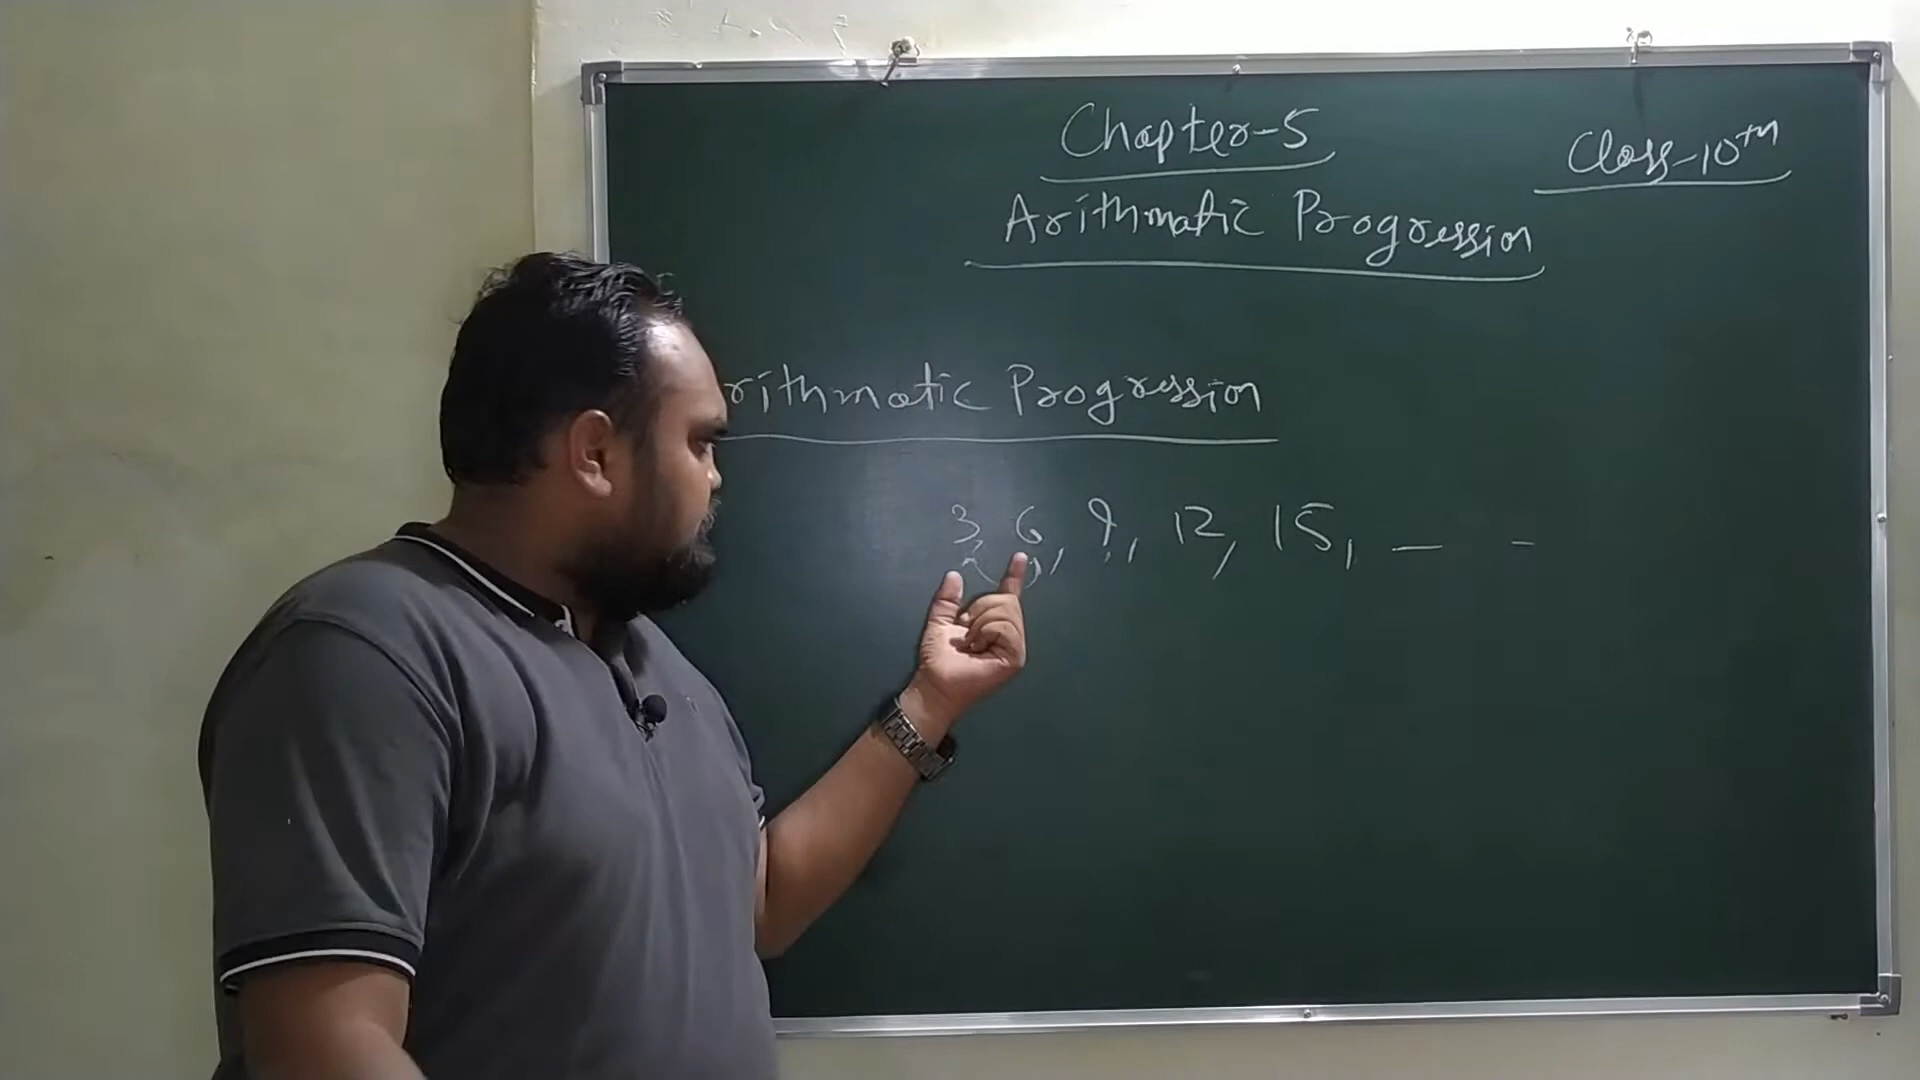 Chapter-5
Class-10th
Arithmatic Progression
rithmatic Progression
3, 6, 9, 12, 15, _ -